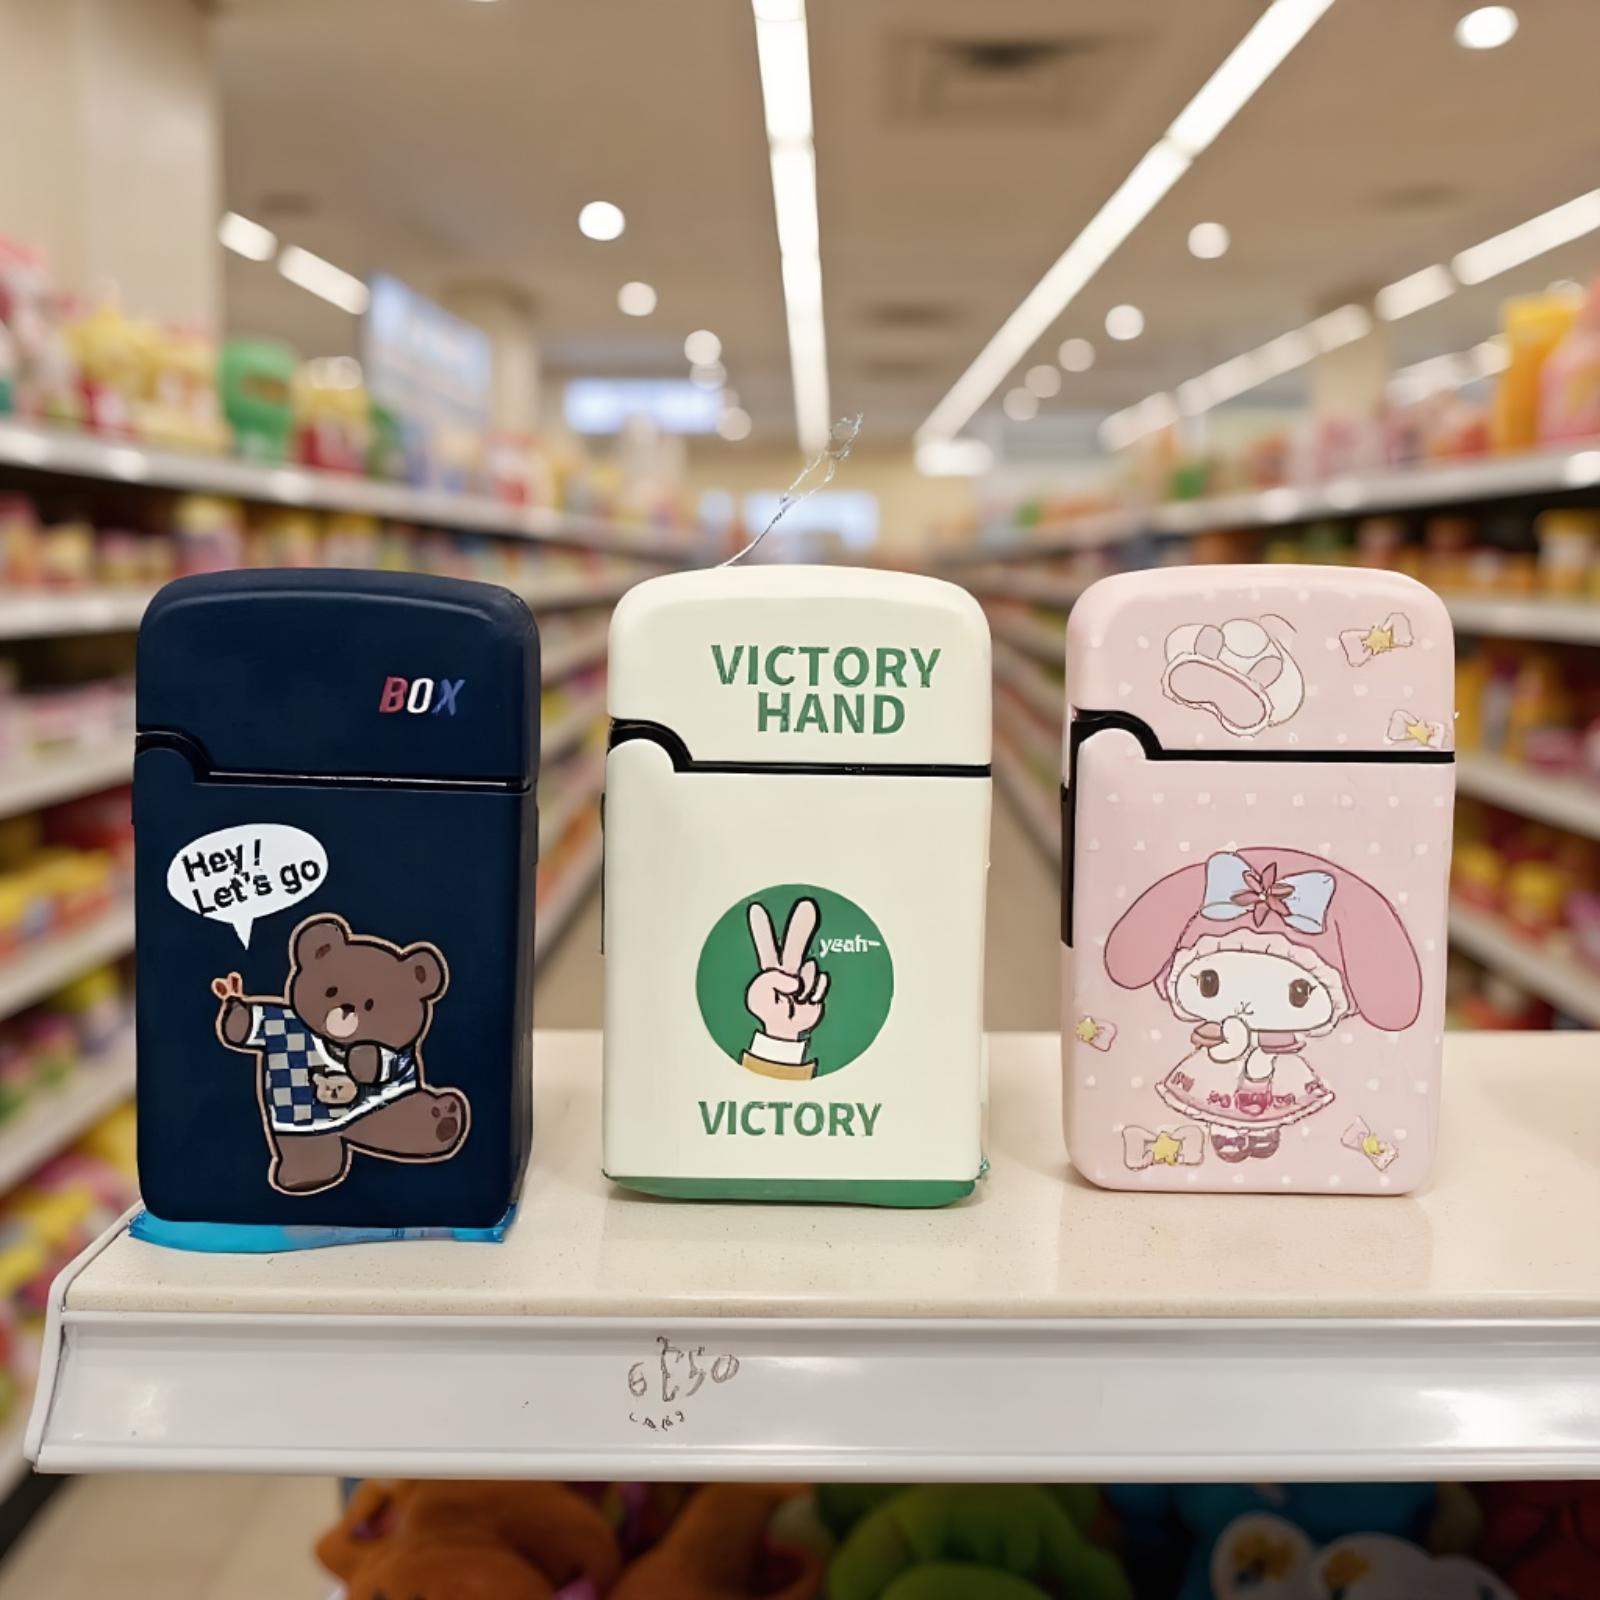 BOX
Hey!
Let's go
VICTORY
HAND
yeah~
VICTORY